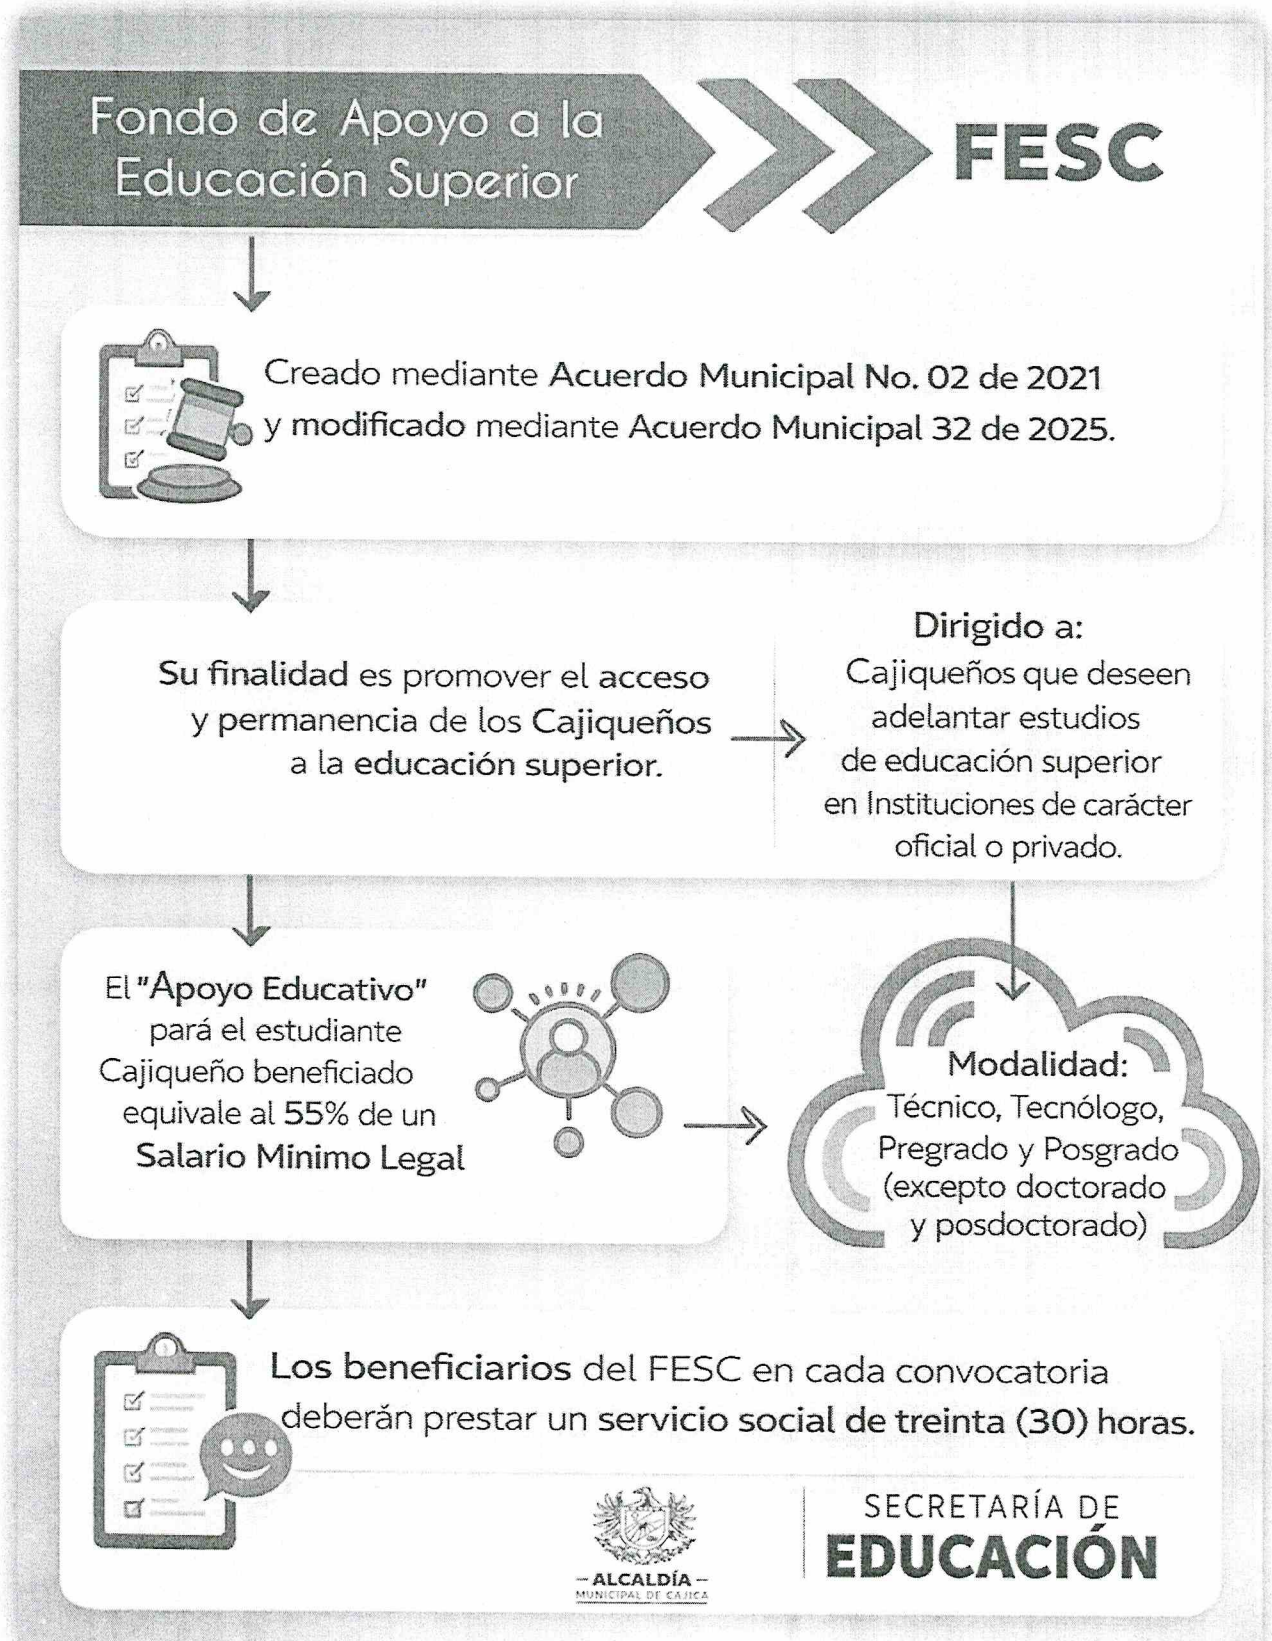 Fondo de Apoyo a la
Educación Superior
FESC
Creado mediante Acuerdo Municipal No. 02 de 2021
y modificado mediante Acuerdo Municipal 32 de 2025.
Su finalidad es promover el acceso
y permanencia de los Cajiqueños
a la educación superior.
Dirigido a:
Cajiqueños que deseen
adelantar estudios
de educación superior
en Instituciones de carácter
oficial o privado.
El "Apoyo Educativo"
pará el estudiante
Cajiqueño beneficiado
equivale al 55% de un
Salario Mínimo Legal
Modalidad:
Técnico, Tecnólogo,
Pregrado y Posgrado
(excepto doctorado
y posdoctorado)
Los beneficiarios del FESC en cada convocatoria
deberán prestar un servicio social de treinta (30) horas.
– ALCALDÍA –
MUNICIPAL DE CAJICA
SECRETARÍA DE
EDUCACIÓN